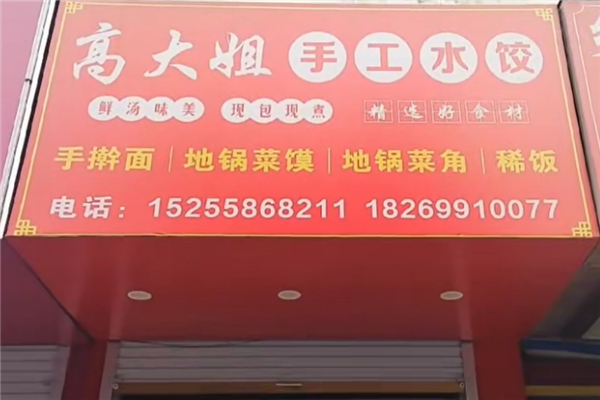 高大姐手工水饺
鲜汤味美 现包现煮 精选好食材
手擀面|地锅菜馍|地锅菜角|稀饭
电话：15255868211 18269910077